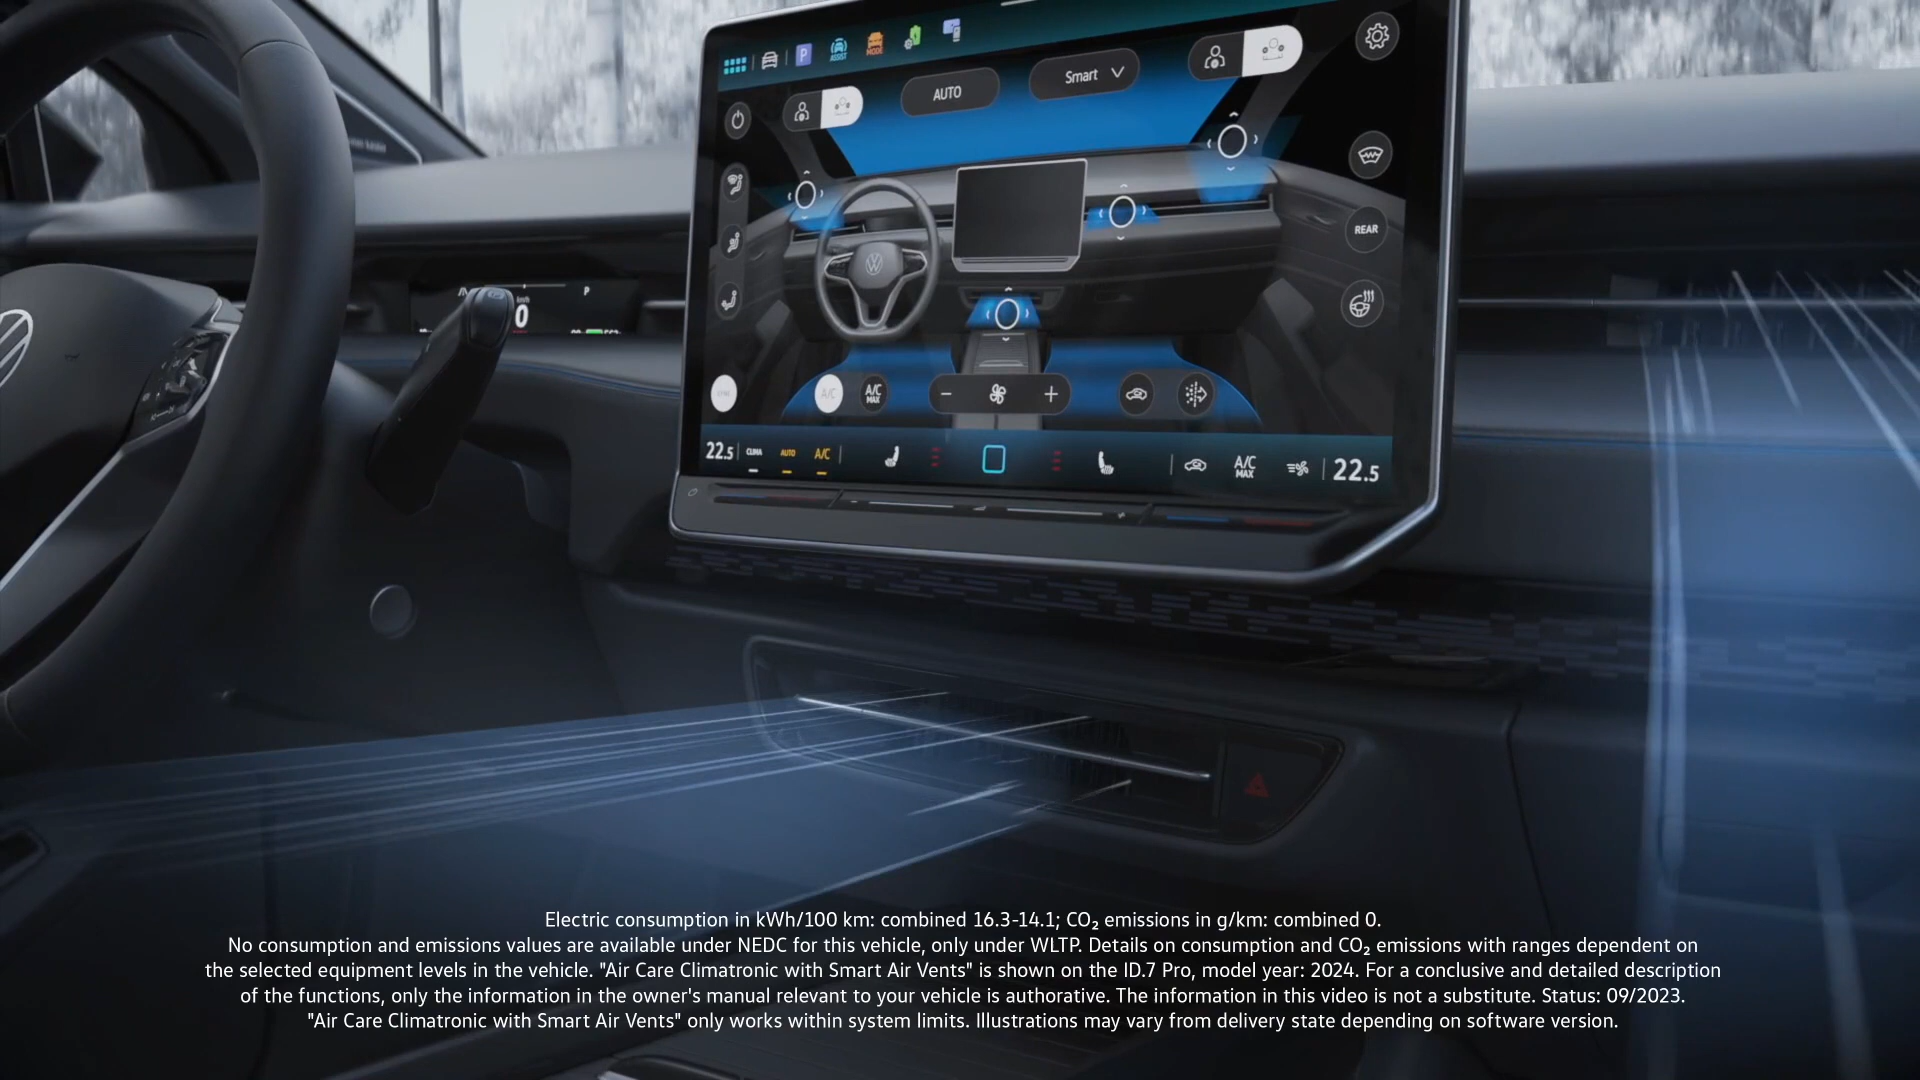 P
ASSIST
MODE
AUTO
Smart
REAR
P
km/h
0
A/C
A/C
MAX
22.5
CLIMA
AUTO
A/C
A/C
MAX
22.5
Electric consumption in kWh/100 km: combined 16.3-14.1; CO₂ emissions in g/km: combined 0.
No consumption and emissions values are available under NEDC for this vehicle, only under WLTP. Details on consumption and CO₂ emissions with ranges dependent on
the selected equipment levels in the vehicle. "Air Care Climatronic with Smart Air Vents" is shown on the ID.7 Pro, model year: 2024. For a conclusive and detailed description
of the functions, only the information in the owner's manual relevant to your vehicle is authorative. The information in this video is not a substitute. Status: 09/2023.
"Air Care Climatronic with Smart Air Vents" only works within system limits. Illustrations may vary from delivery state depending on software version.